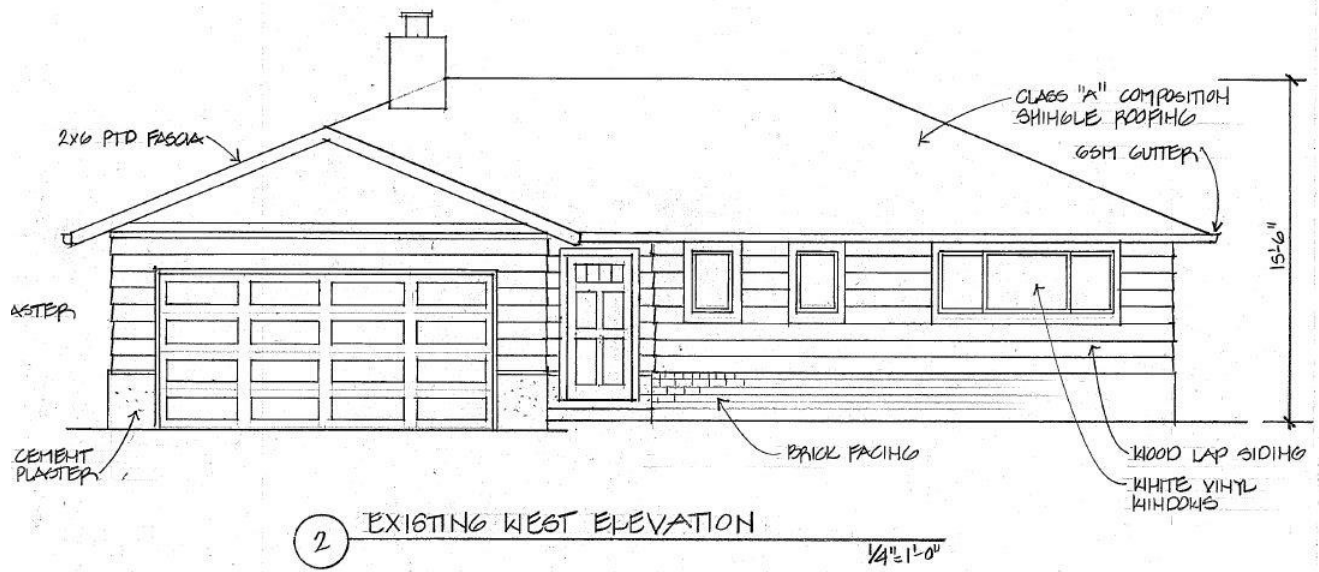 CLASS "A" COMPOSITION
SHINGLE ROOFING
2x6 PTD FASCIA
GSM GUTTER
15'-6"
ASTER
CEMENT
PLASTER
BRICK FACING
WOOD LAP SIDING
WHITE VINYL
WINDOWS
2
EXISTING WEST ELEVATION
1/4"=1'-0"